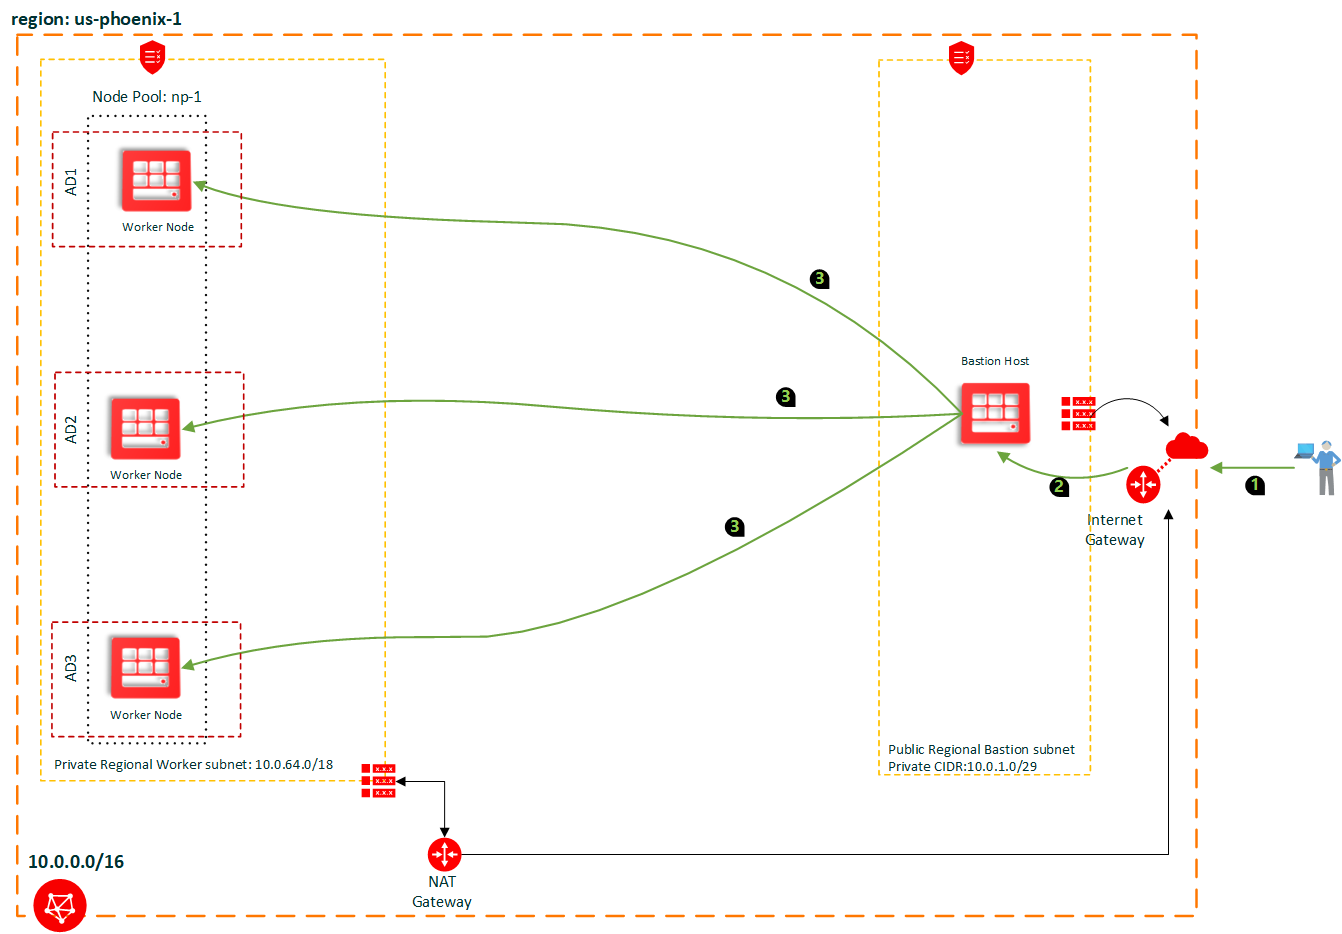 region: us-phoenix-1
Node Pool: np-1
AD1
Worker Node
3
Bastion Host
3
AD2
x.x.x
x.x.x
x.x.x
Worker Node
2
1
Internet
Gateway
3
AD3
Worker Node
Public Regional Bastion subnet
Private CIDR:10.0.1.0/29
Private Regional Worker subnet: 10.0.64.0/18
x.x.x
x.x.x
x.x.x
10.0.0.0/16
NAT
Gateway